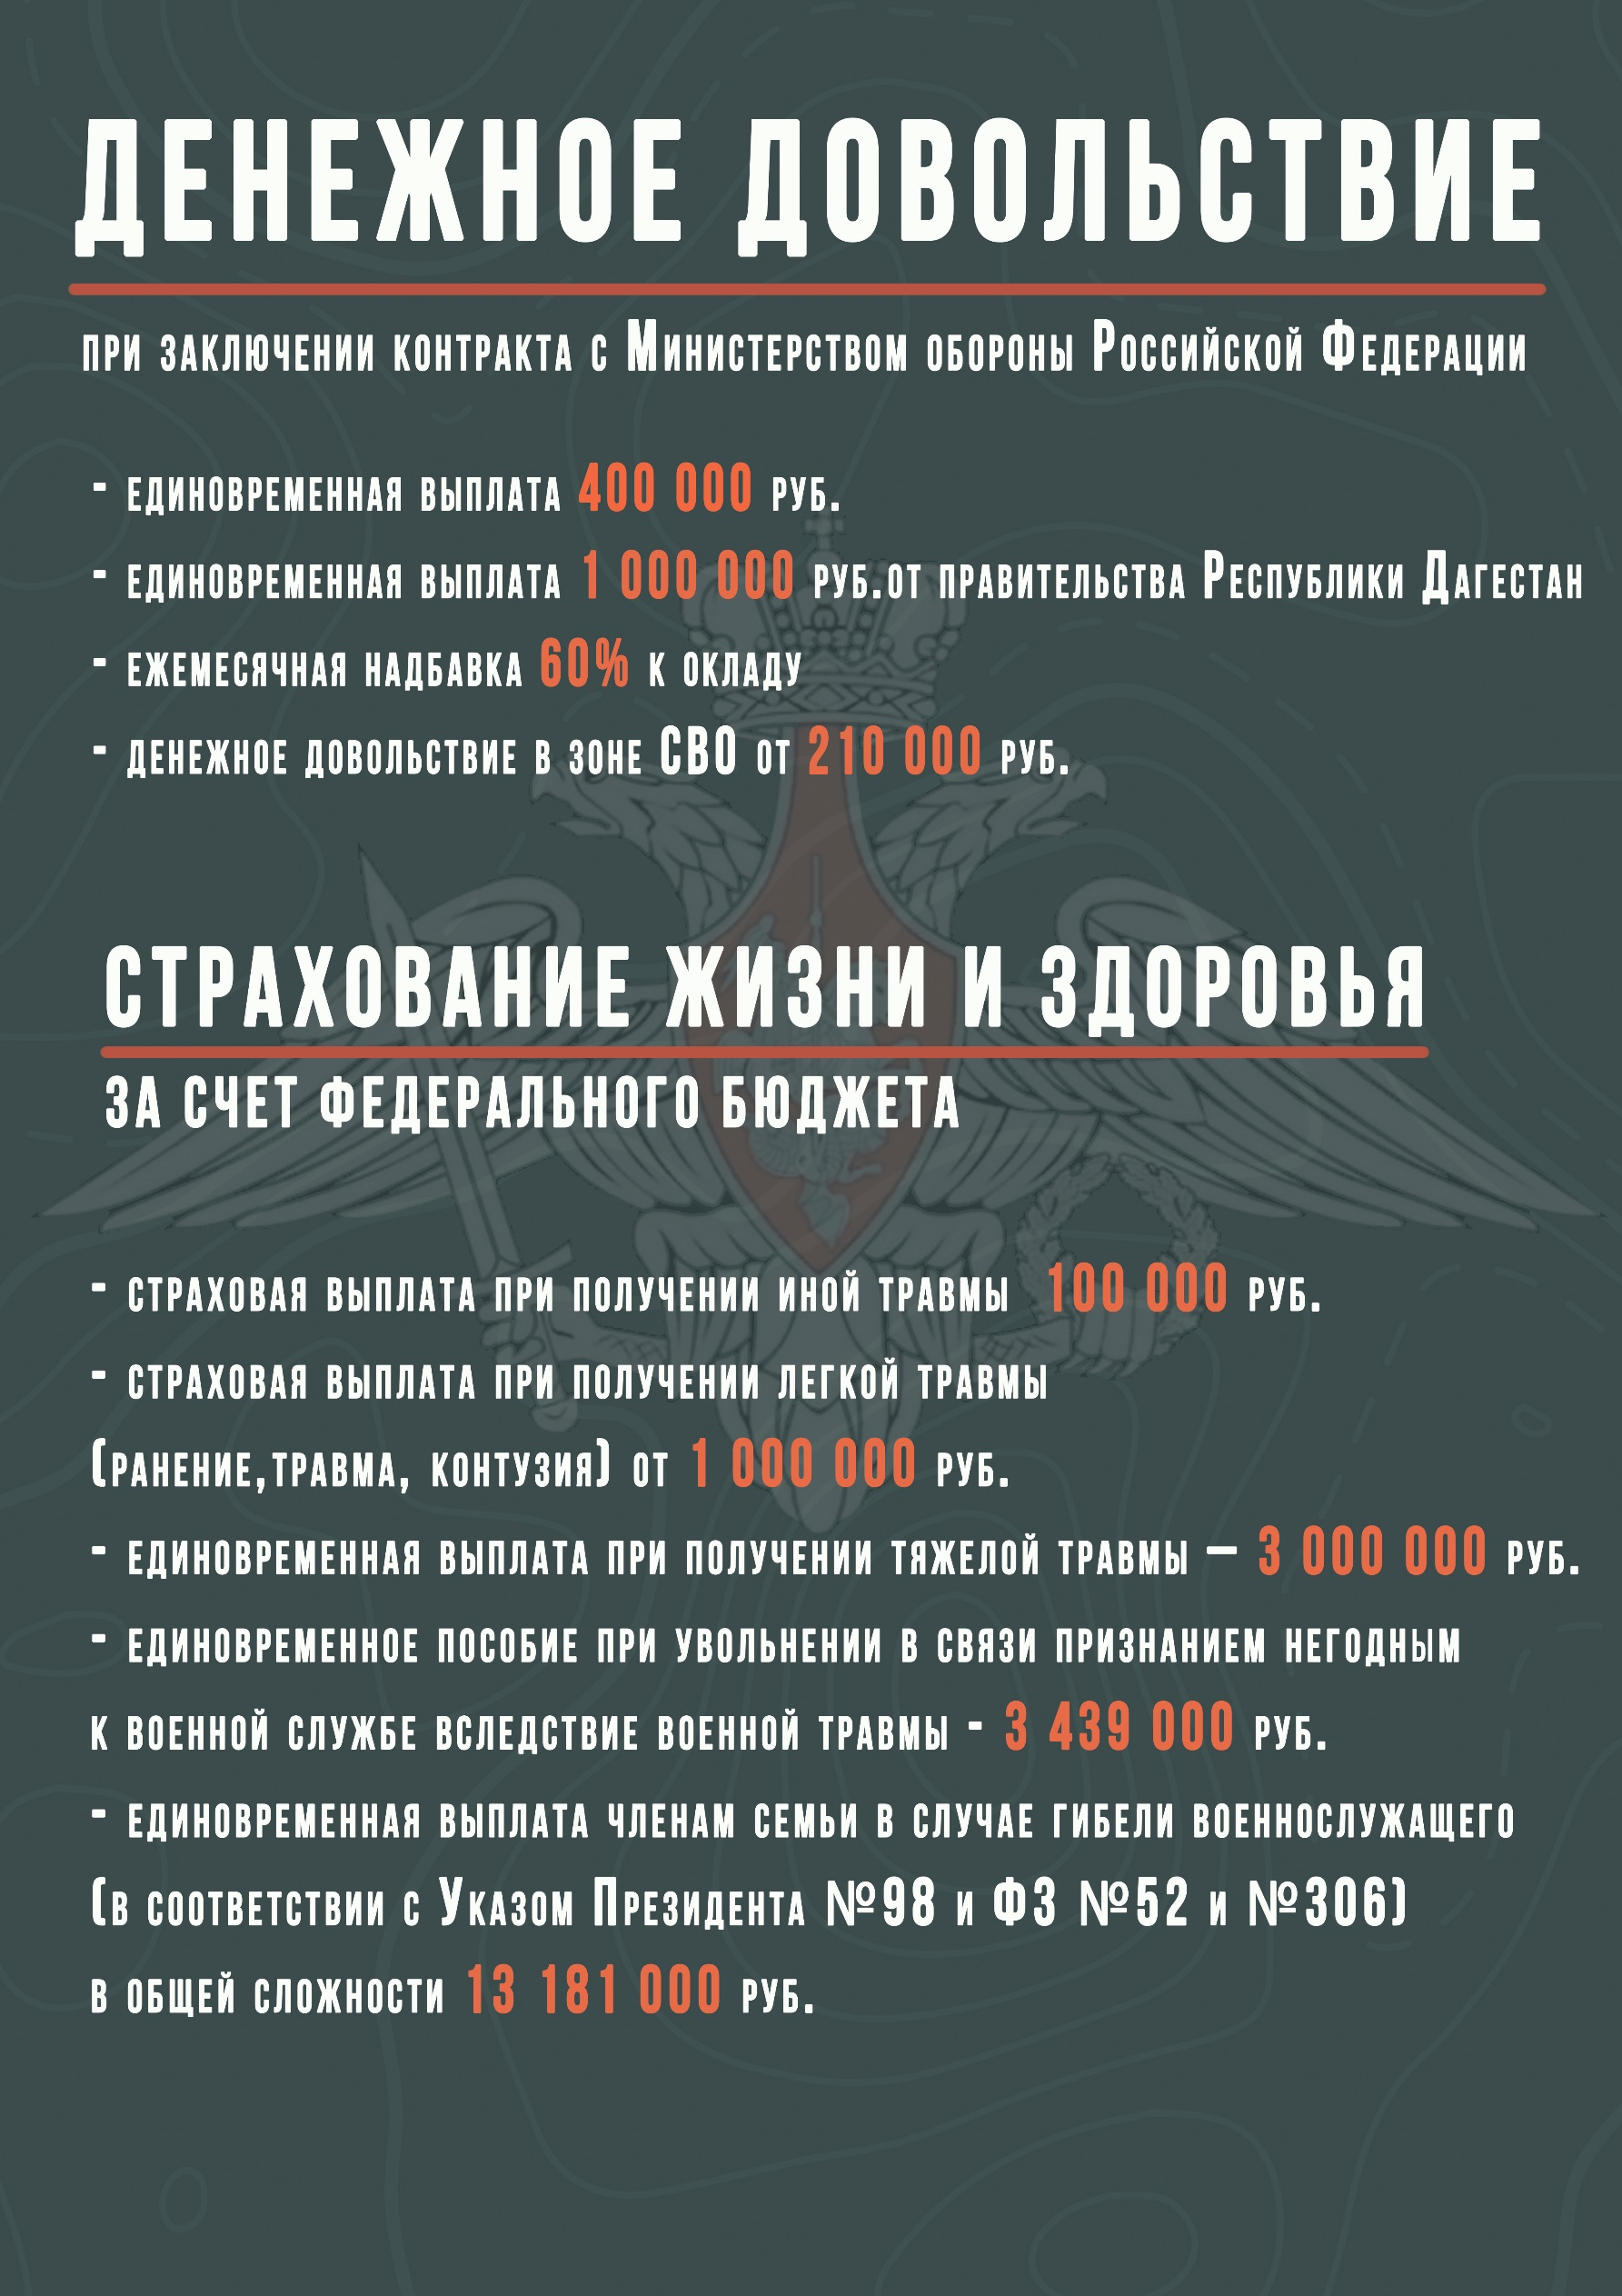 ДЕНЕЖНОЕ ДОВОЛЬСТВИЕ
при заключении контракта с Министерством обороны Российской Федерации
- единовременная выплата 400 000 руб.
- единовременная выплата 1 000 000 руб.от правительства Республики Дагестан
- ежемесячная надбавка 60% к окладу
- денежное довольствие в зоне СВО от 210 000 руб.
СТРАХОВАНИЕ ЖИЗНИ И ЗДОРОВЬЯ
ЗА СЧЕТ ФЕДЕРАЛЬНОГО БЮДЖЕТА
- страховая выплата при получении иной травмы 100 000 руб.
- страховая выплата при получении легкой травмы
(ранение,травма, контузия) от 1 000 000 руб.
- единовременная выплата при получении тяжелой травмы – 3 000 000 руб.
- единовременное пособие при увольнении в связи признанием негодным
к военной службе вследствие военной травмы - 3 439 000 руб.
- единовременная выплата членам семьи в случае гибели военнослужащего
(в соответствии с Указом Президента №98 и ФЗ №52 и №306)
в общей сложности 13 181 000 руб.